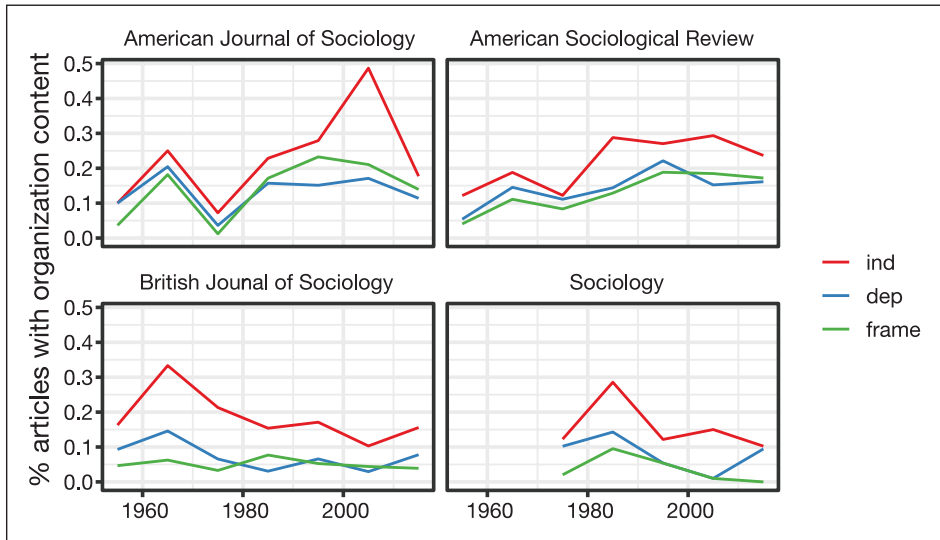 American Journal of Sociology
American Sociological Review
% articles with organization content
0.5
0.4
0.3
0.2
0.1
0.0
British Jounal of Sociology
Sociology
0.5
0.4
0.3
0.2
0.1
0.0
1960
1980
2000
1960
1980
2000
ind
dep
frame